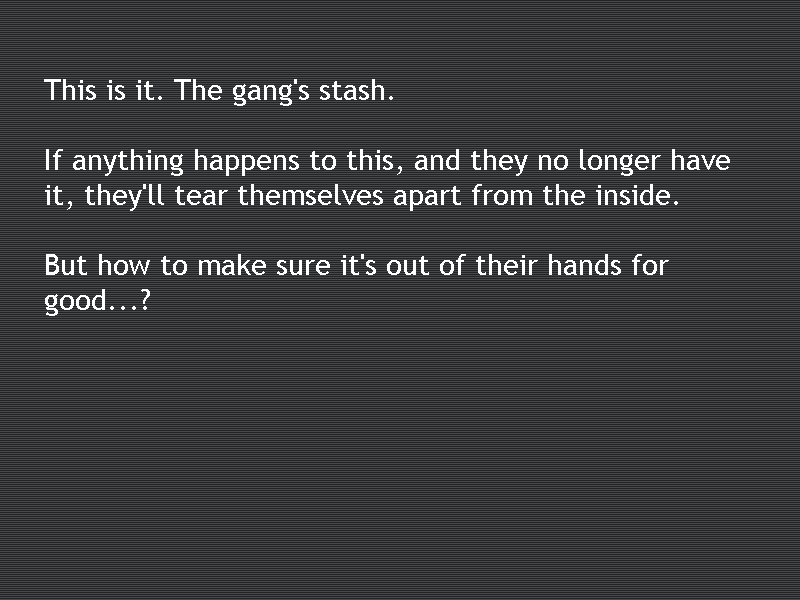 This is it. The gang's stash.
If anything happens to this, and they no longer have
it, they'll tear themselves apart from the inside.
But how to make sure it's out of their hands for
good...?